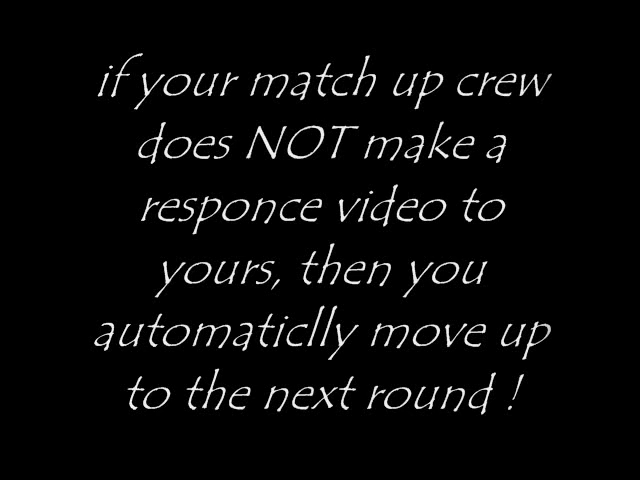 if your match up crew
does NOT make a
responce video to
yours, then you
automaticlly move up
to the next round !